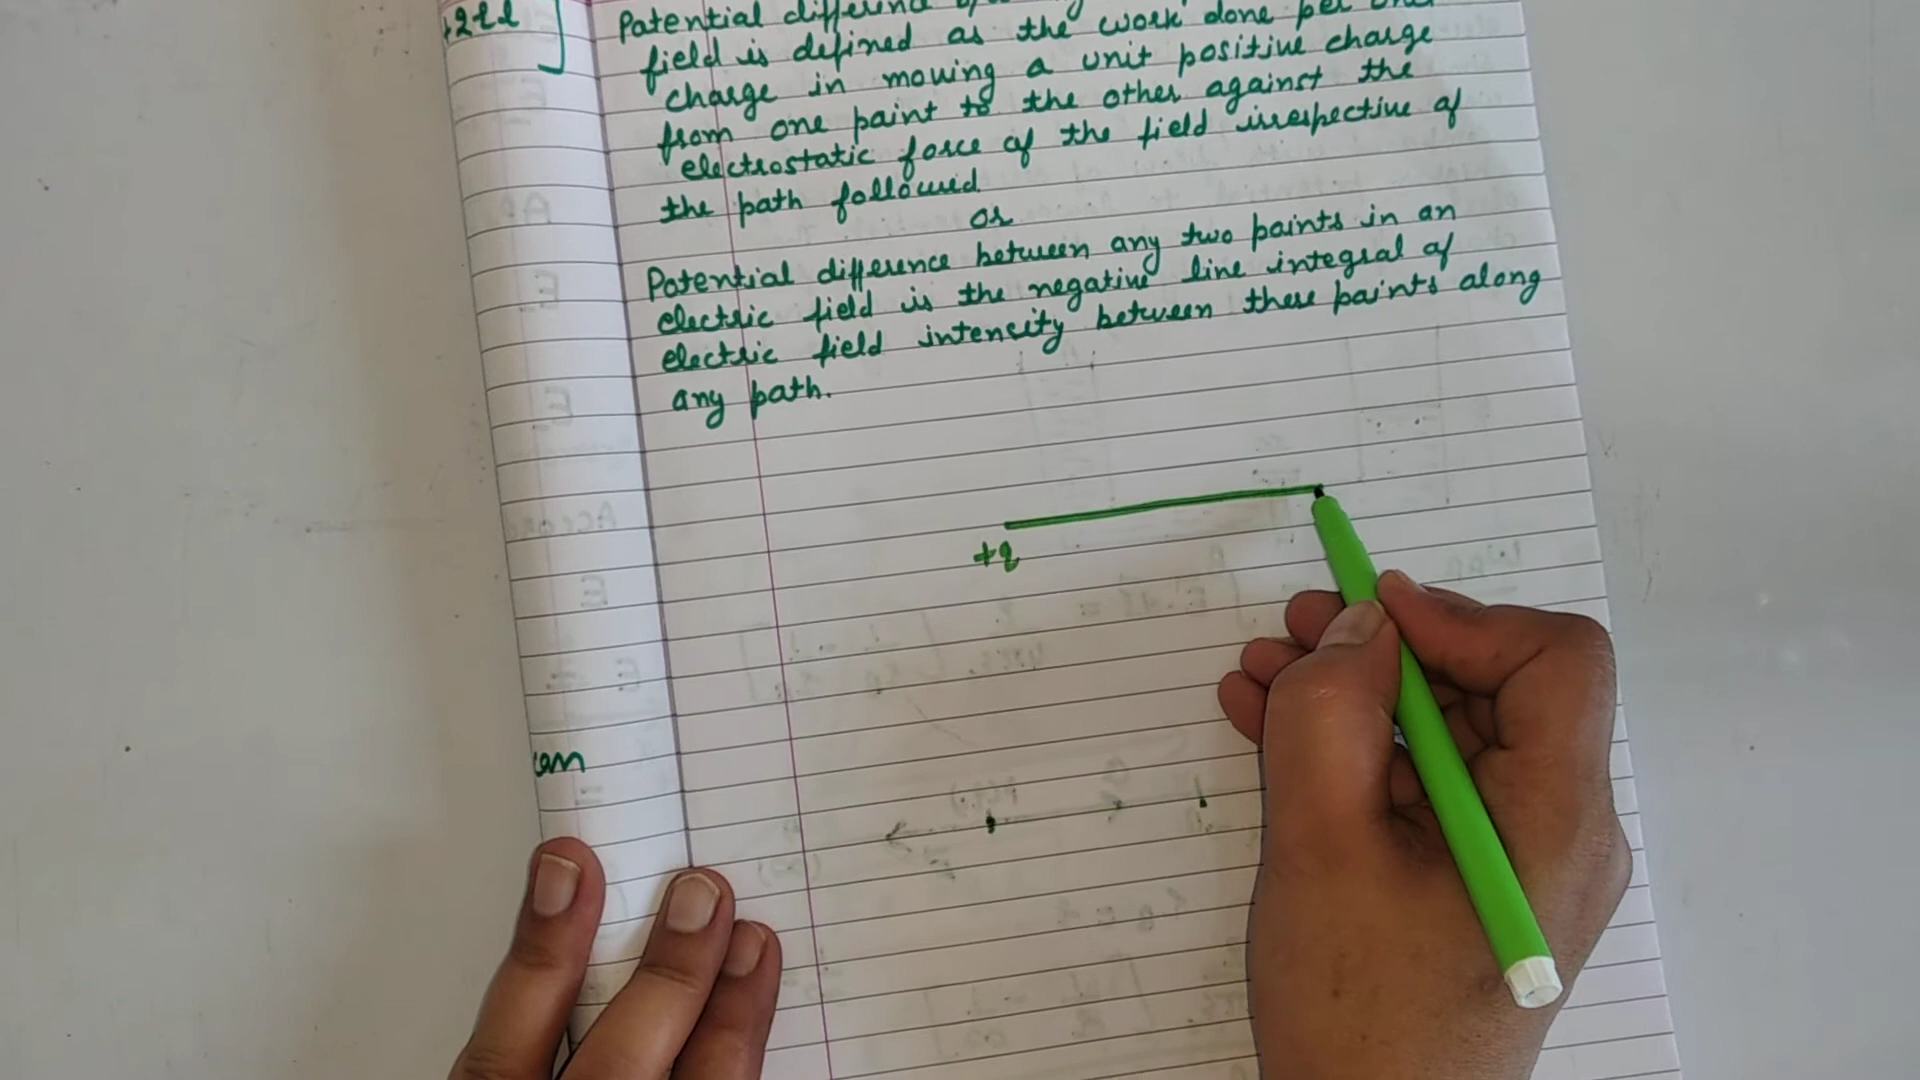 Potential difference
field is defined as the work done per
charge in moving a unit positive charge
from one paint to the other against the
electrostatic force of the field irrespective of
the path followed
or
Potential difference between any two paints in an
electric field is the negative line integral of
electric field intencity between these paints along
any path.
+q